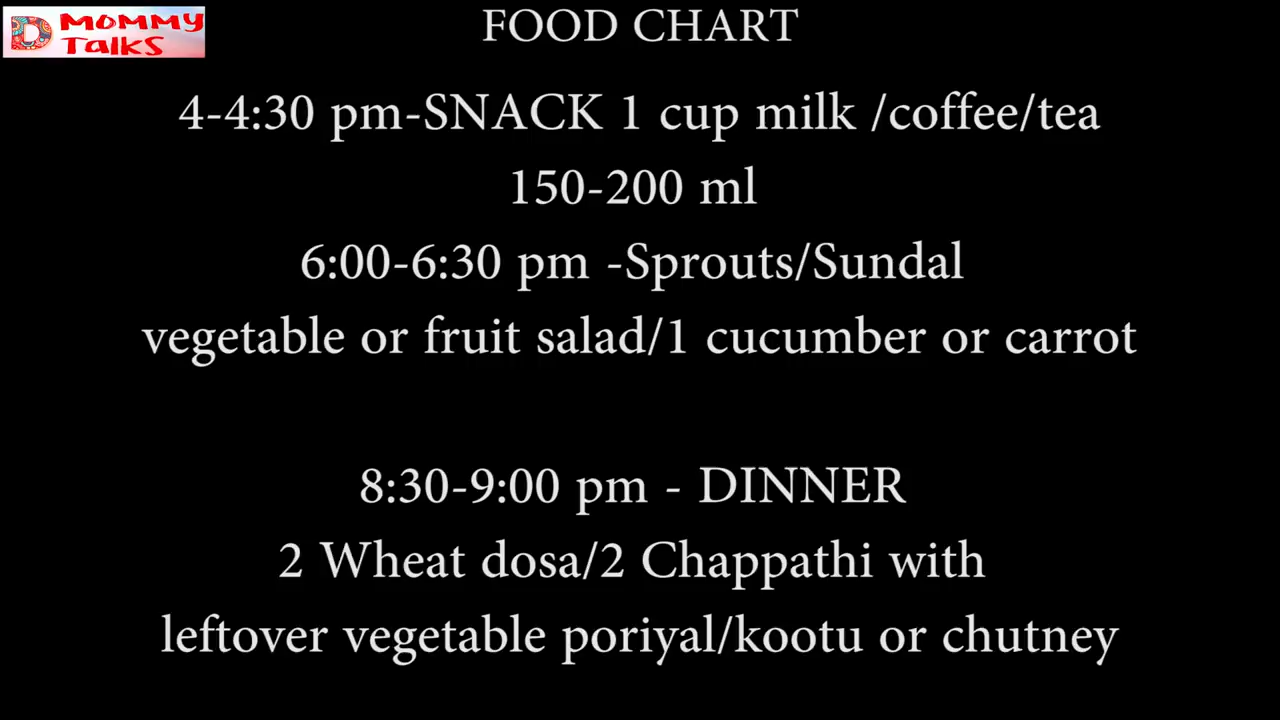 D MOMMY
Talks
FOOD CHART
4-4:30 pm-SNACK 1 cup milk /coffee/tea
150-200 ml
6:00-6:30 pm -Sprouts/Sundal
vegetable or fruit salad/1 cucumber or carrot
8:30-9:00 pm - DINNER
2 Wheat dosa/2 Chappathi with
leftover vegetable poriyal/kootu or chutney